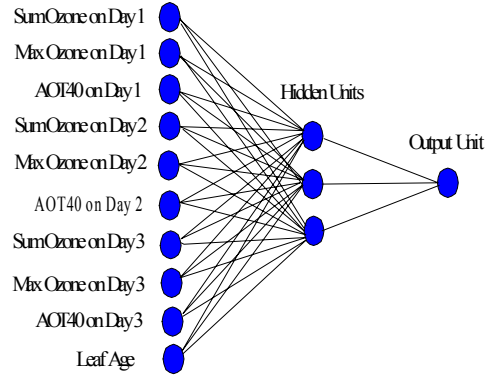 Sum Ozone on Day 1
Max Ozone on Day 1
AOT40 on Day 1
Hidden Units
Sum Ozone on Day 2
Output Unit
Max Ozone on Day 2
AOT40 on Day 2
Sum Ozone on Day 3
Max Ozone on Day 3
AOT40 on Day 3
Leaf Age